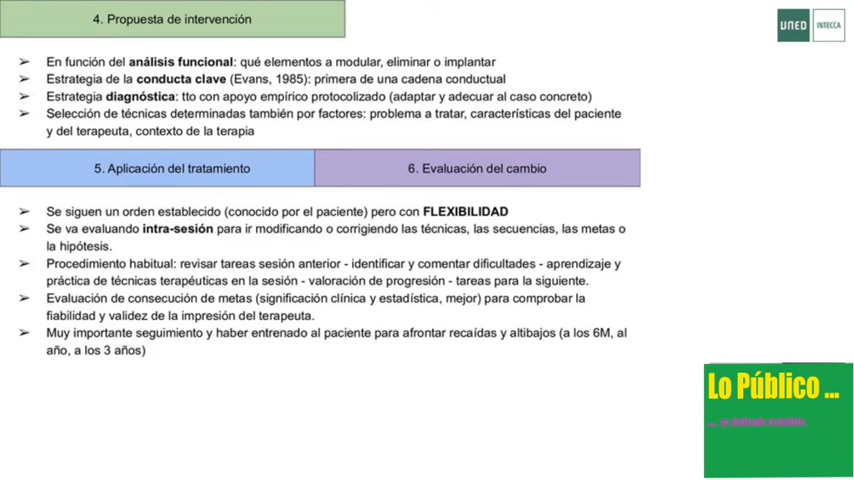 4. Propuesta de intervención
UNED
INTECCA
➢ En función del análisis funcional: qué elementos a modular, eliminar o implantar
➢ Estrategia de la conducta clave (Evans, 1985): primera de una cadena conductual
➢ Estrategia diagnóstica: tto con apoyo empírico protocolizado (adaptar y adecuar al caso concreto)
➢ Selección de técnicas determinadas también por factores: problema a tratar, características del paciente
y del terapeuta, contexto de la terapia
5. Aplicación del tratamiento
6. Evaluación del cambio
➢ Se siguen un orden establecido (conocido por el paciente) pero con FLEXIBILIDAD
➢ Se va evaluando intra-sesión para ir modificando o corrigiendo las técnicas, las secuencias, las metas o
la hipótesis.
➢ Procedimiento habitual: revisar tareas sesión anterior - identificar y comentar dificultades - aprendizaje y
práctica de técnicas terapéuticas en la sesión - valoración de progresión - tareas para la siguiente.
➢ Evaluación de consecución de metas (significación clínica y estadística, mejor) para comprobar la
fiabilidad y validez de la impresión del terapeuta.
➢ Muy importante seguimiento y haber entrenado al paciente para afrontar recaídas y altibajos (a los 6M, al
año, a los 3 años)
Lo Público ...